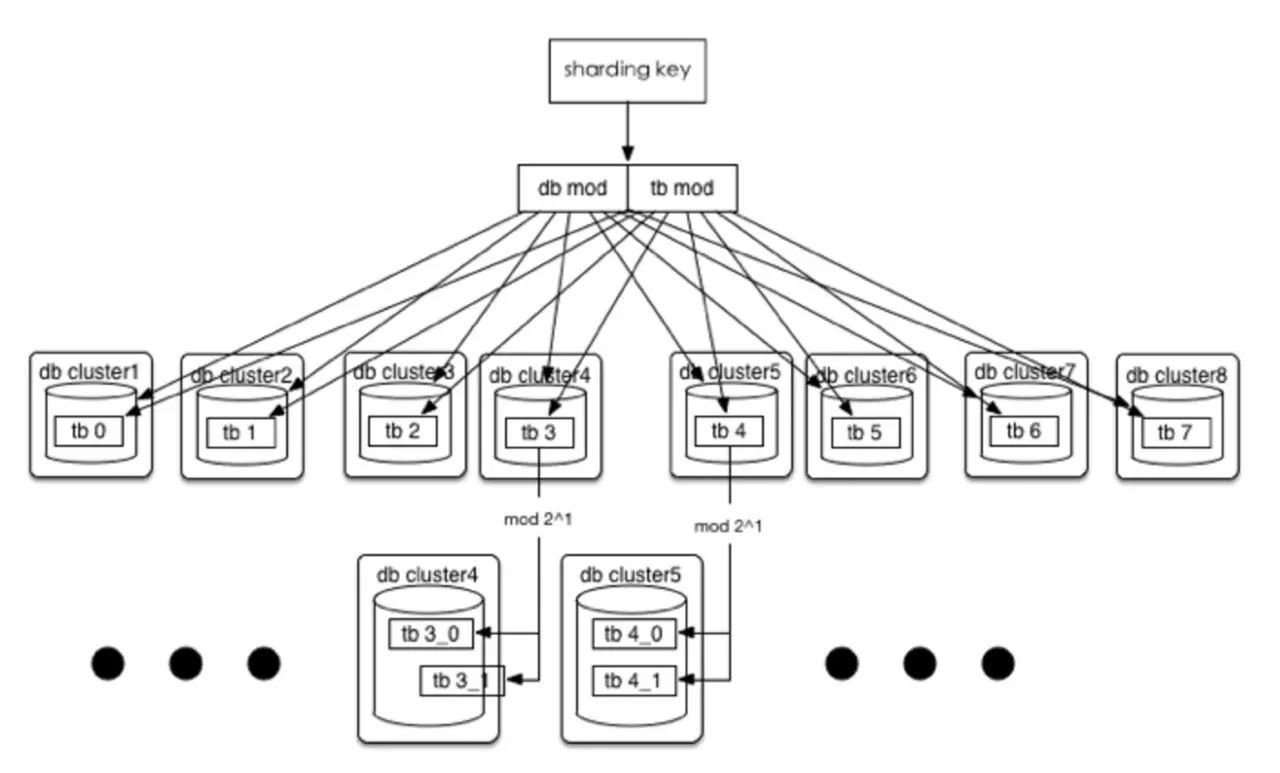 sharding key
db mod
tb mod
db cluster1
db cluster2
db cluster3
db cluster4
db cluster5
db cluster6
db cluster7
db cluster8
tb 0
tb 1
tb 2
tb 3
tb 4
tb 5
tb 6
tb 7
mod 2^1
mod 2^1
db cluster4
db cluster5
tb 3_0
tb 4_0
tb 3_1
tb 4_1